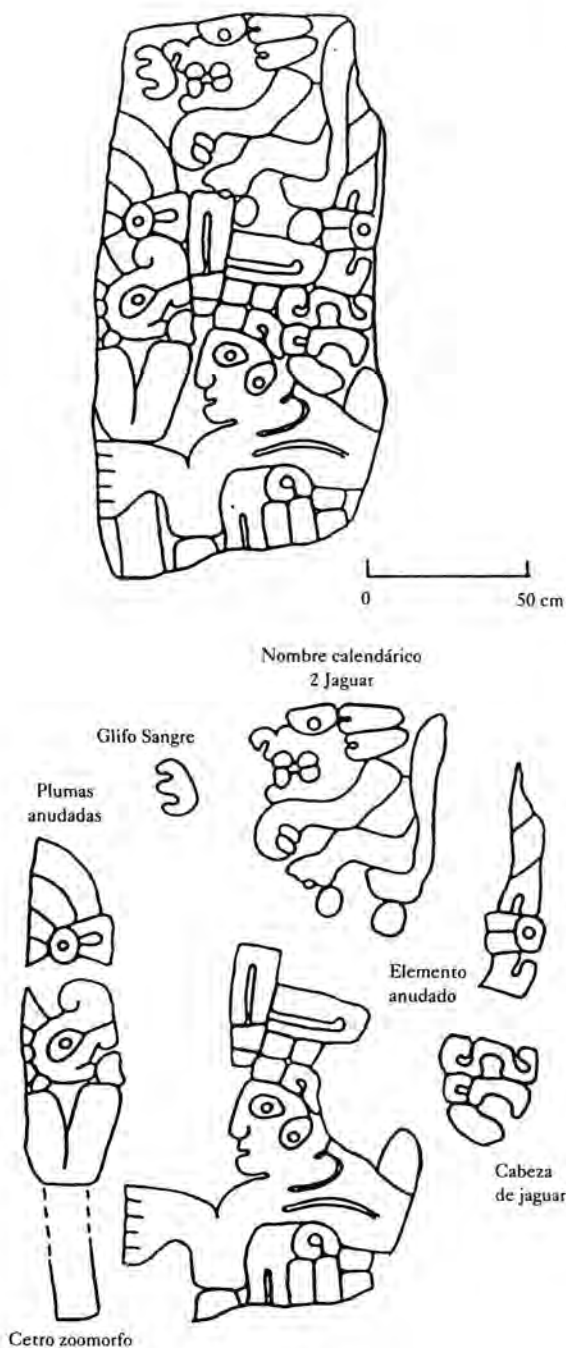 0 50 cm
Nombre calendárico
2 Jaguar
Glifo Sangre
Plumas
anudadas
Elemento
anudado
Cabeza
de jaguar
Cetro zoomorfo